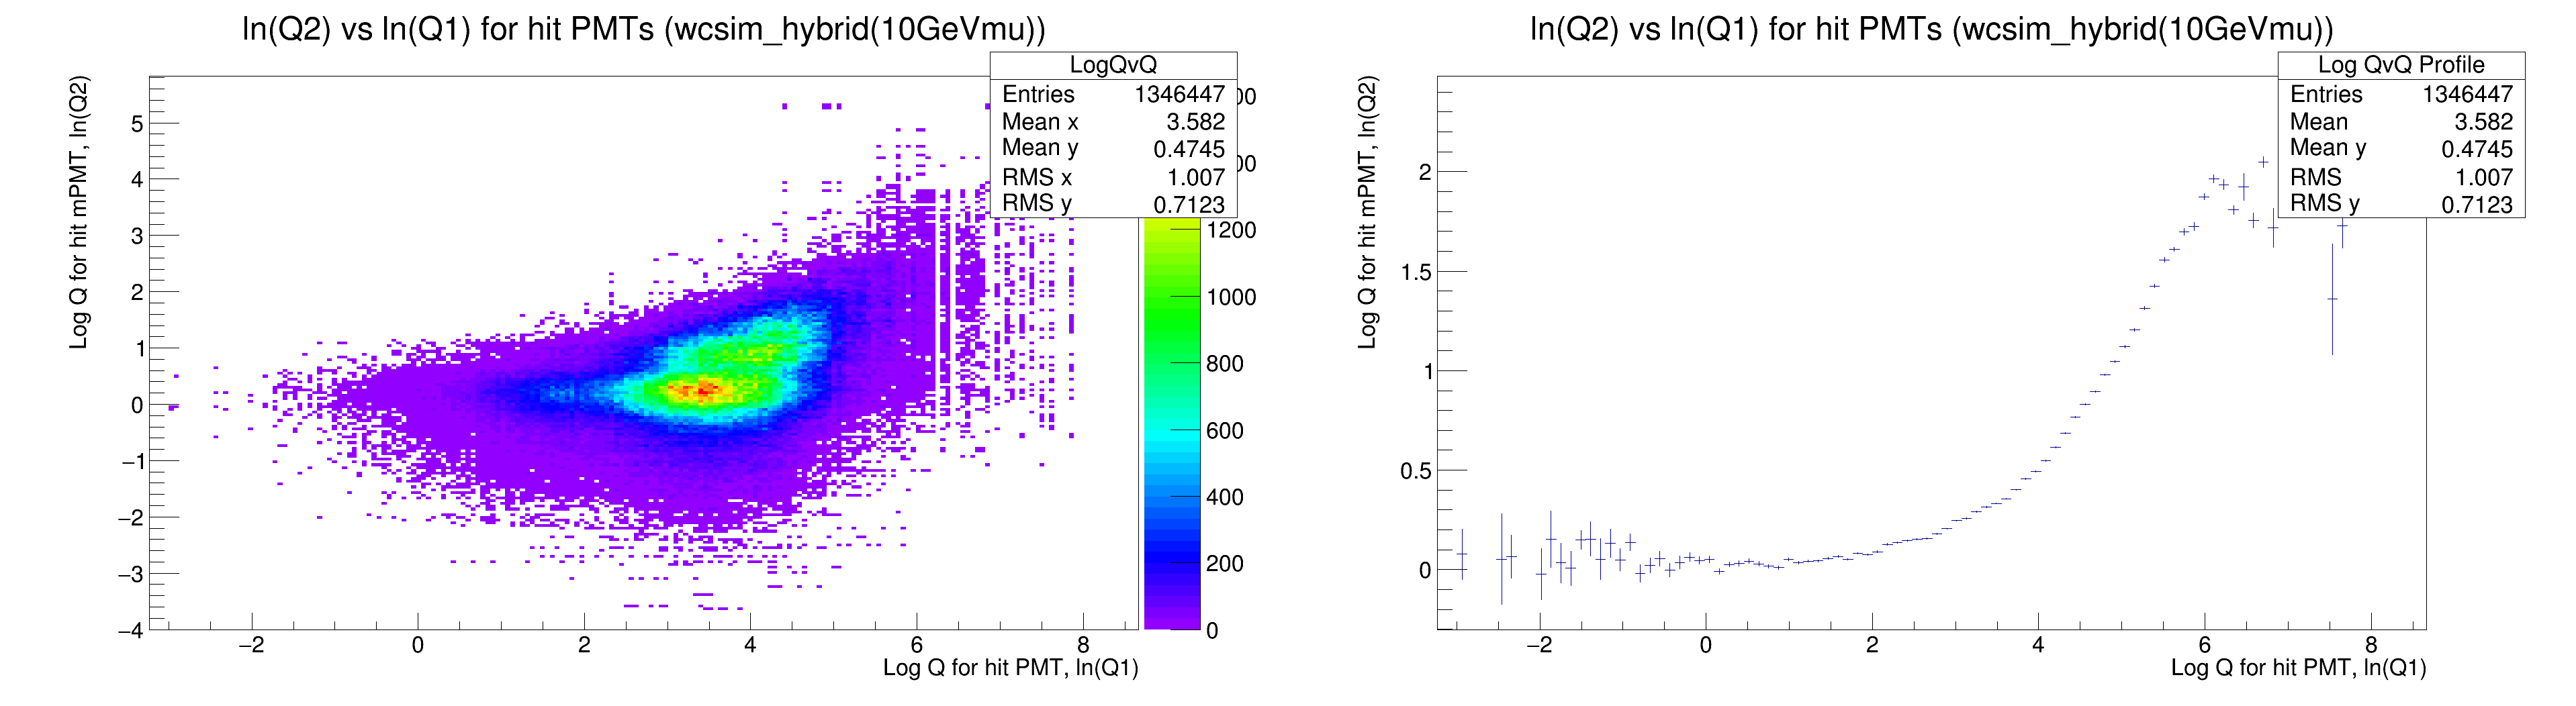 ln(Q2) vs ln(Q1) for hit PMTs (wcsim_hybrid(10GeVmu))
LogQvQ
Entries 1346447
Mean x 3.582
Mean y 0.4745
RMS x 1.007
RMS y 0.7123
Log Q for hit mPMT, ln(Q2)
5
4
3
2
1
0
−1
−2
−3
−4
−2 0 2 4 6 8
Log Q for hit PMT, ln(Q1)
1200
1000
800
600
400
200
0
ln(Q2) vs ln(Q1) for hit PMTs (wcsim_hybrid(10GeVmu))
Log QvQ Profile
Entries 1346447
Mean 3.582
Mean y 0.4745
RMS 1.007
RMS y 0.7123
Log Q for hit mPMT, ln(Q2)
2
1.5
1
0.5
0
−2 0 2 4 6 8
Log Q for hit PMT, ln(Q1)